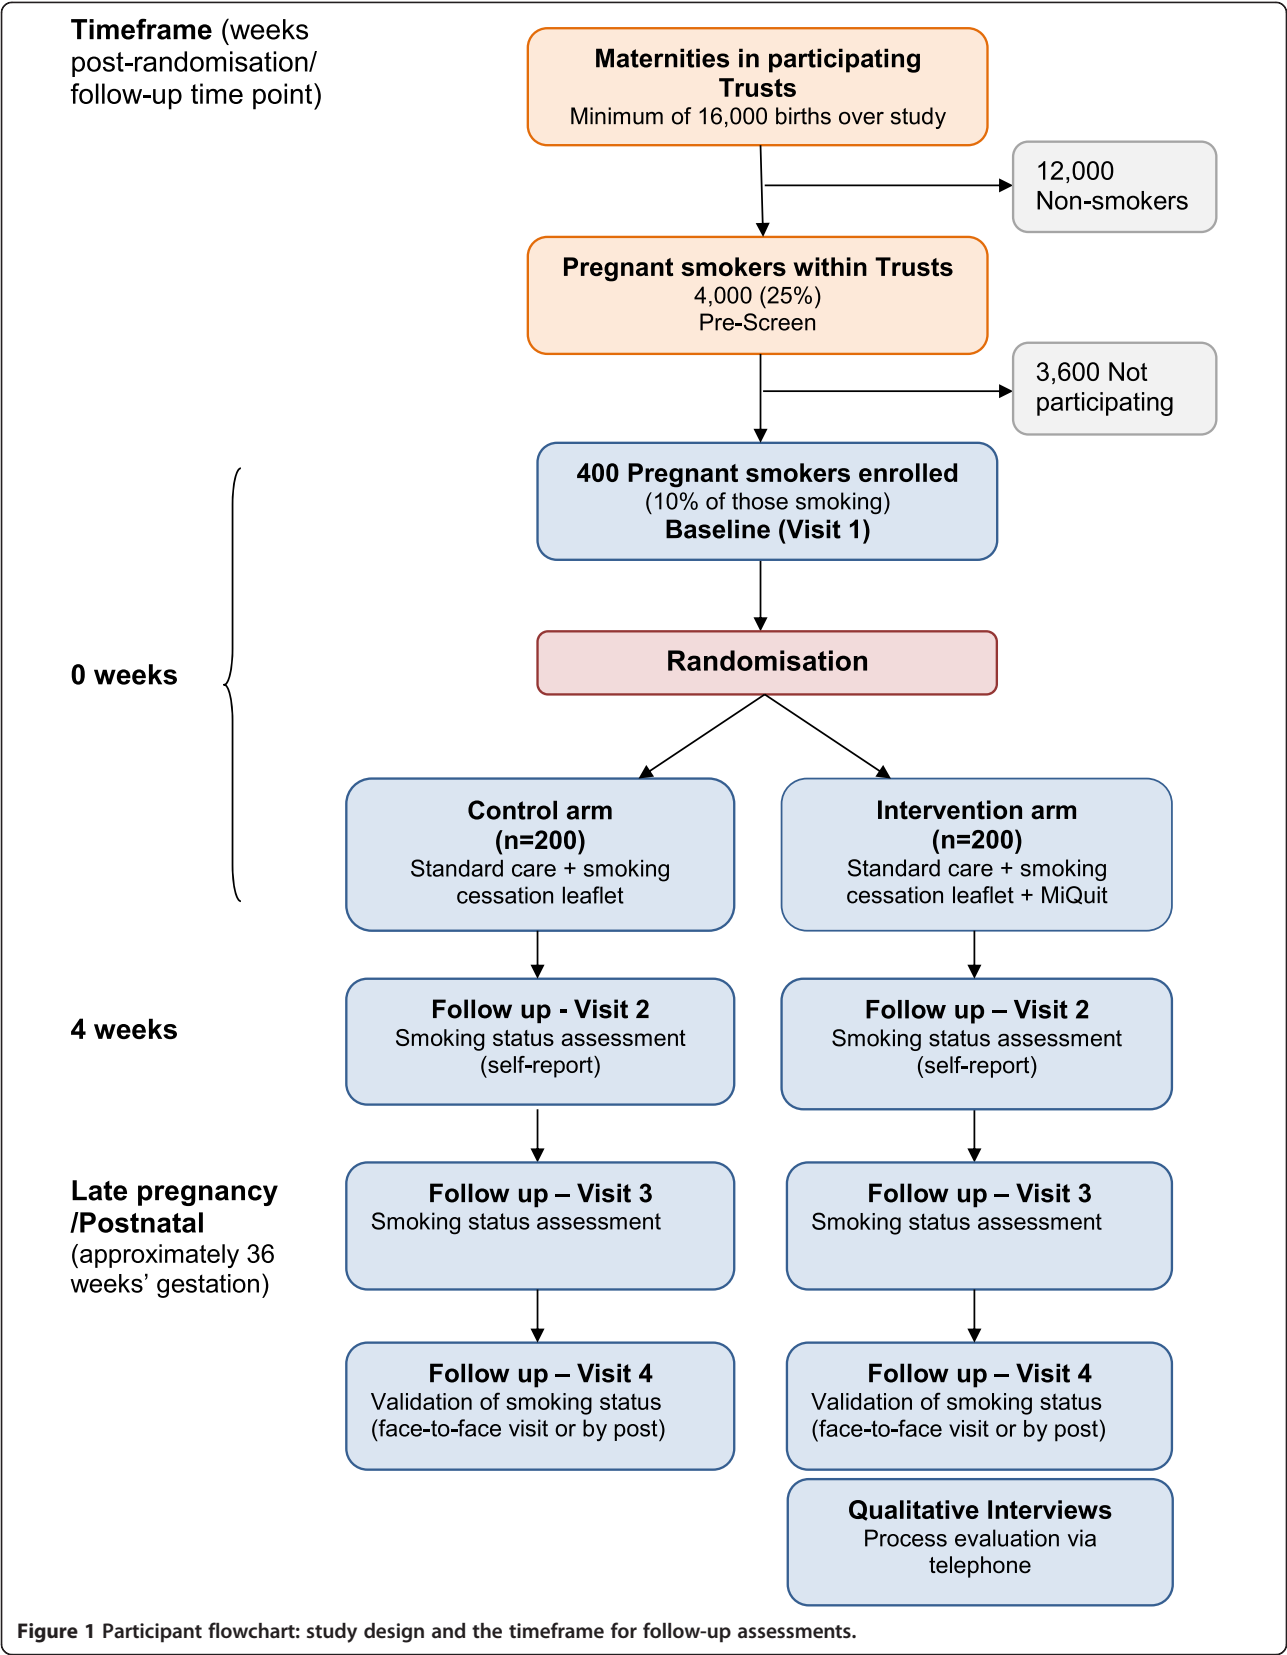 Timeframe (weeks
post-randomisation/
follow-up time point)
Maternities in participating
Trusts
Minimum of 16,000 births over study
12,000
Non-smokers
Pregnant smokers within Trusts
4,000 (25%)
Pre-Screen
3,600 Not
participating
400 Pregnant smokers enrolled
(10% of those smoking)
Baseline (Visit 1)
0 weeks
Randomisation
Control arm
(n=200)
Standard care + smoking
cessation leaflet
Intervention arm
(n=200)
Standard care + smoking
cessation leaflet + MiQuit
4 weeks
Follow up - Visit 2
Smoking status assessment
(self-report)
Follow up – Visit 2
Smoking status assessment
(self-report)
Late pregnancy
/Postnatal
(approximately 36
weeks’ gestation)
Follow up – Visit 3
Smoking status assessment
Follow up – Visit 3
Smoking status assessment
Follow up – Visit 4
Validation of smoking status
(face-to-face visit or by post)
Follow up – Visit 4
Validation of smoking status
(face-to-face visit or by post)
Qualitative Interviews
Process evaluation via
telephone
Figure 1 Participant flowchart: study design and the timeframe for follow-up assessments.